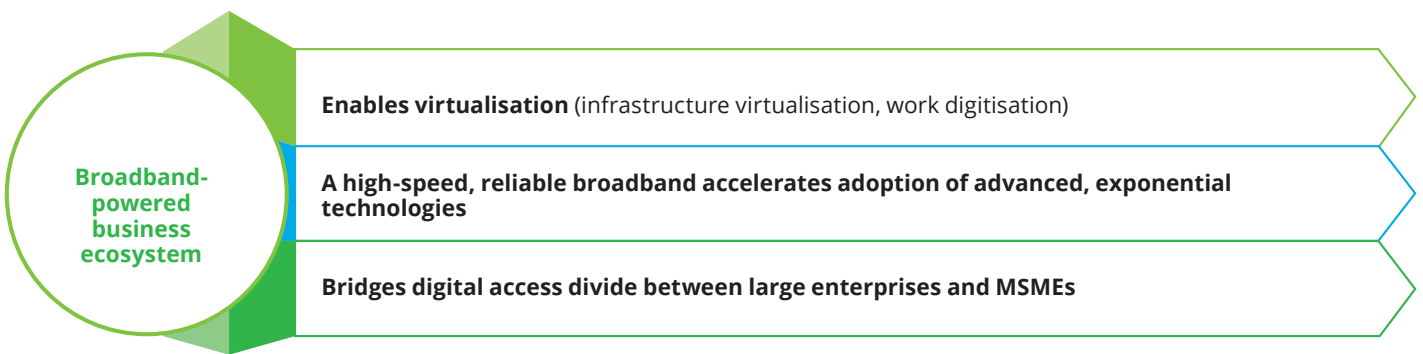 Broadband-
powered
business
ecosystem
Enables virtualisation (infrastructure virtualisation, work digitisation)
A high-speed, reliable broadband accelerates adoption of advanced, exponential
technologies
Bridges digital access divide between large enterprises and MSMEs